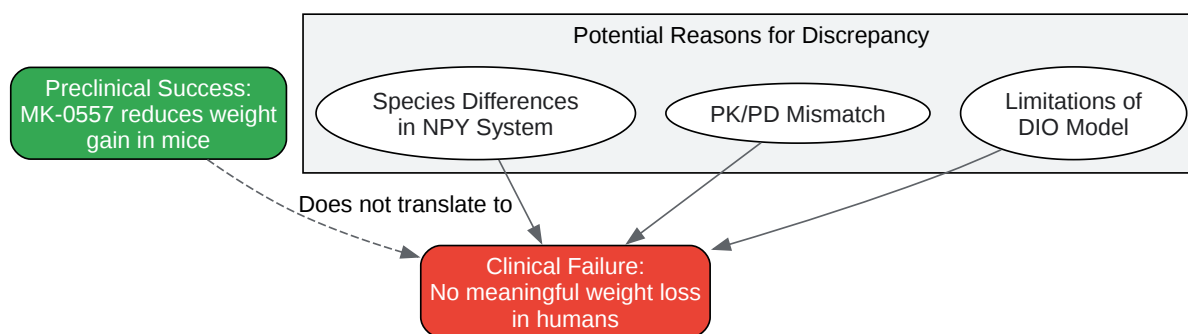 Potential Reasons for Discrepancy
Preclinical Success:
MK-0557 reduces weight
gain in mice
Species Differences
in NPY System
PK/PD Mismatch
Limitations of
DIO Model
Does not translate to
Clinical Failure:
No meaningful weight loss
in humans